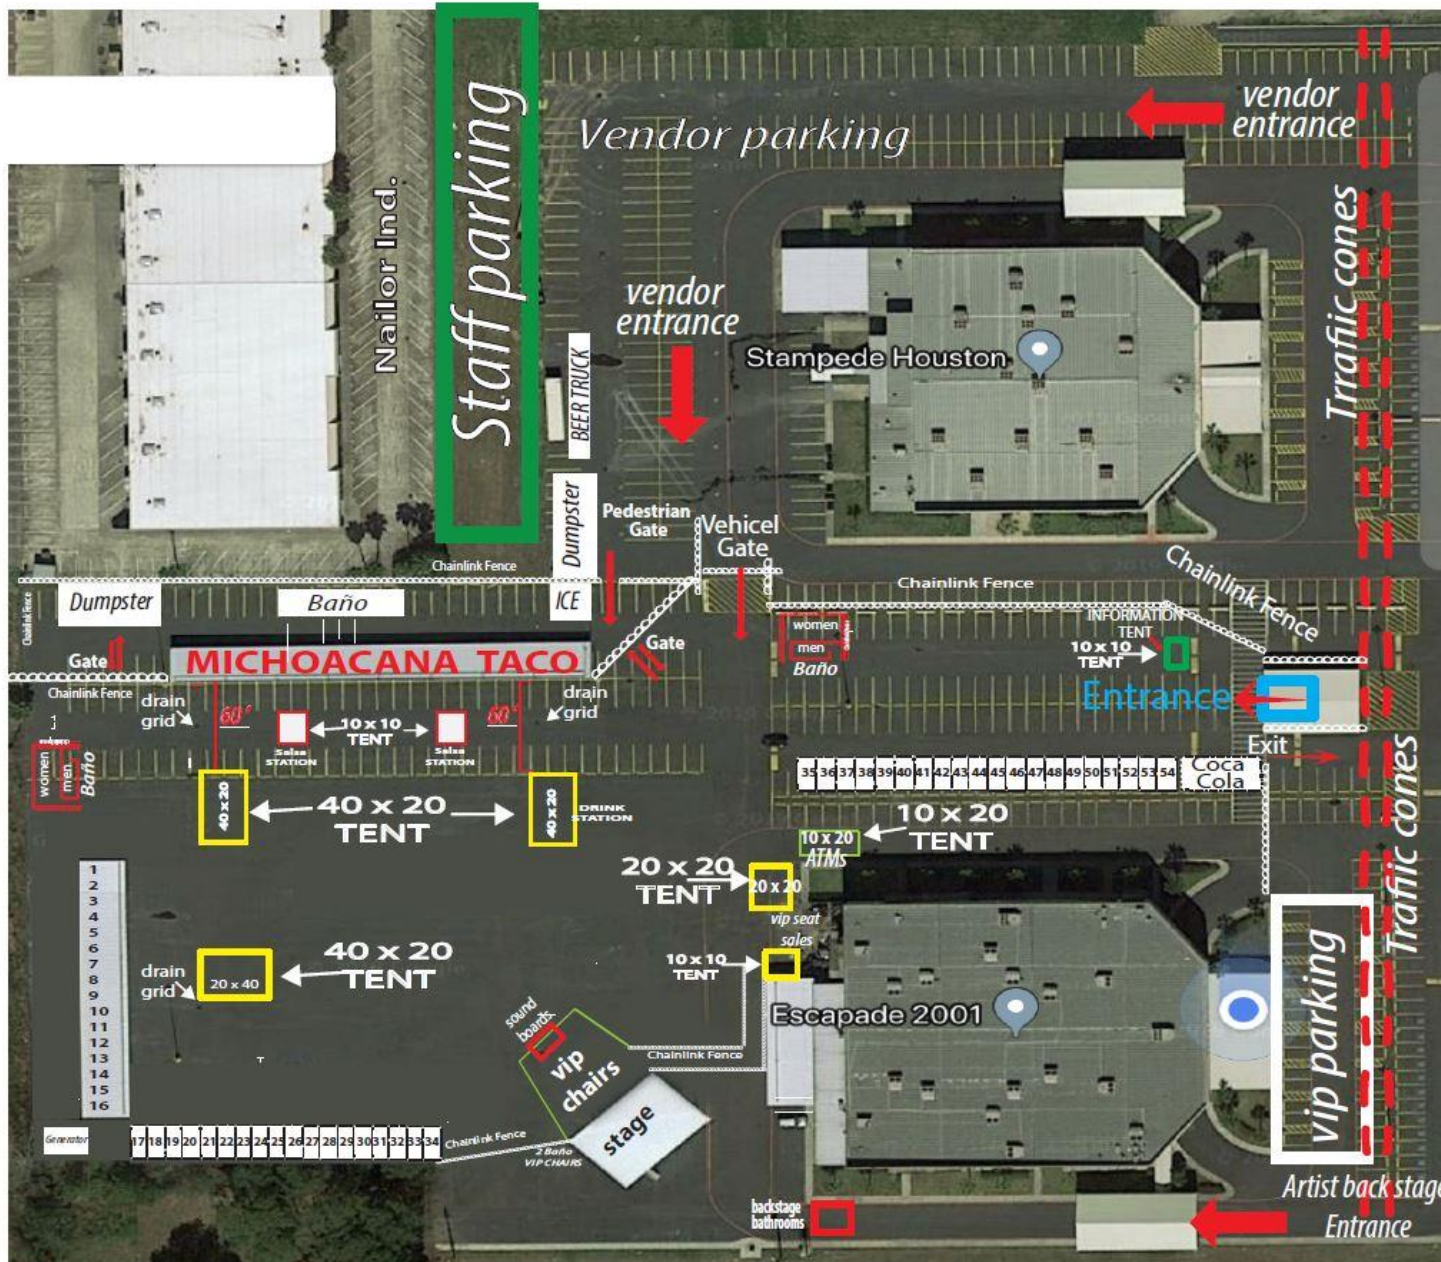 Staff parking
Nailor Ind.
Vendor parking
vendor
entrance
Trraffiic cones
vendor
entrance
Stampede Houston
BEER TRUCK
Dumpster
Pedestrian
Gate
Vehicel
Gate
Chainlink Fence
Chainlink Fence
Chainlink Fence
Chainlink Fence
Dumpster
Baño
ICE
women
men
Baño
INFORMATION
TENT
10 x 10
TENT
Gate
Gate
MICHOACANA TACO
Chainlink Fence
Entrance
drain
grid
60'
10 x 10
TENT
60'
drain
grid
Salsa
STATION
Salsa
STATION
Exit
women
men
Baño
35 36 37 38 39 40 41 42 43 44 45 46 47 48 49 50 51 52 53 54
Coca
Cola
40 x 20
40 x 20
TENT
40 x 20
DRINK
STATION
10 x 20
TENT
10 x 20
ATMs
Trafiic cones
20 x 20
TENT
20 x 20
vip seat
sales
1
2
3
4
5
6
7
8
9
10
11
12
13
14
15
16
40 x 20
TENT
20 x 40
drain
grid
10 x 10
TENT
sound
boards
vip
chairs
Chainlink Fence
Escapade 2001
vip parking
stage
Generator
17 18 19 20 21 22 23 24 25 26 27 28 29 30 31 32 33 34
Chainlink Fence
2 Baño
VIP CHAIRS
backstage
bathrooms
Artist back stage
Entrance